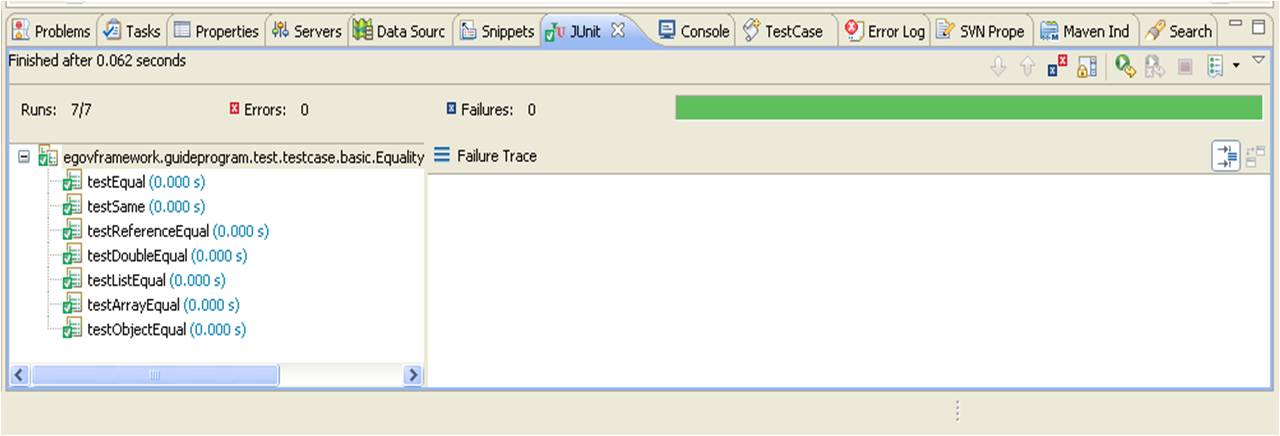 Problems Tasks Properties Servers Data Sourc Snippets JUnit Console TestCase Error Log SVN Prope Maven Ind Search
Finished after 0.062 seconds
Runs: 7/7 Errors: 0 Failures: 0
egovframework.guideprogram.test.testcase.basic.Equality Failure Trace
testEqual (0.000 s)
testSame (0.000 s)
testReferenceEqual (0.000 s)
testDoubleEqual (0.000 s)
testListEqual (0.000 s)
testArrayEqual (0.000 s)
testObjectEqual (0.000 s)